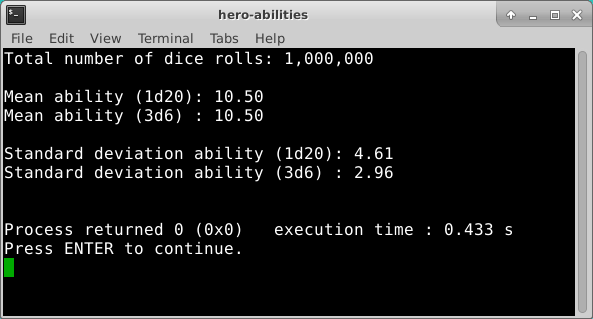 hero-abilities
File Edit View Terminal Tabs Help
Total number of dice rolls: 1,000,000
Mean ability (1d20): 10.50
Mean ability (3d6) : 10.50
Standard deviation ability (1d20): 4.61
Standard deviation ability (3d6) : 2.96
Process returned 0 (0x0)   execution time : 0.433 s
Press ENTER to continue.